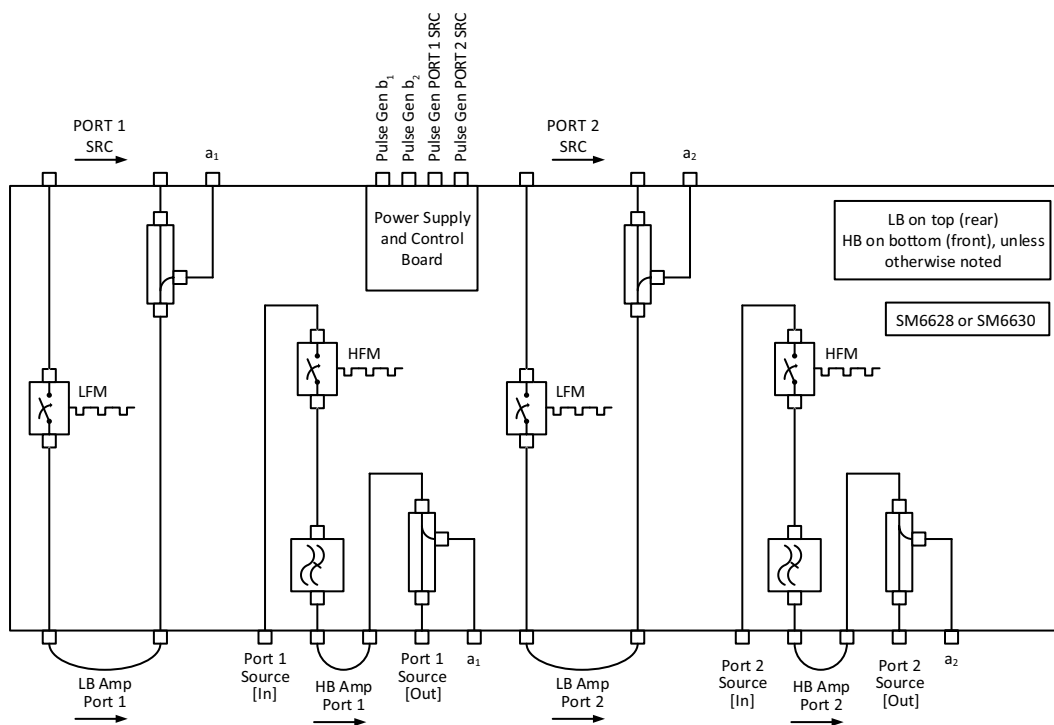 PORT 1
SRC
a1
Pulse Gen b1
Pulse Gen b2
Pulse Gen PORT 1 SRC
Pulse Gen PORT 2 SRC
PORT 2
SRC
a2
Power Supply
and Control
Board
LB on top (rear)
HB on bottom (front), unless
otherwise noted
SM6628 or SM6630
HFM
HFM
LFM
LFM
LB Amp
Port 1
Port 1
Source
[In]
HB Amp
Port 1
Port 1
Source
[Out]
a1
LB Amp
Port 2
Port 2
Source
[In]
HB Amp
Port 2
Port 2
Source
[Out]
a2